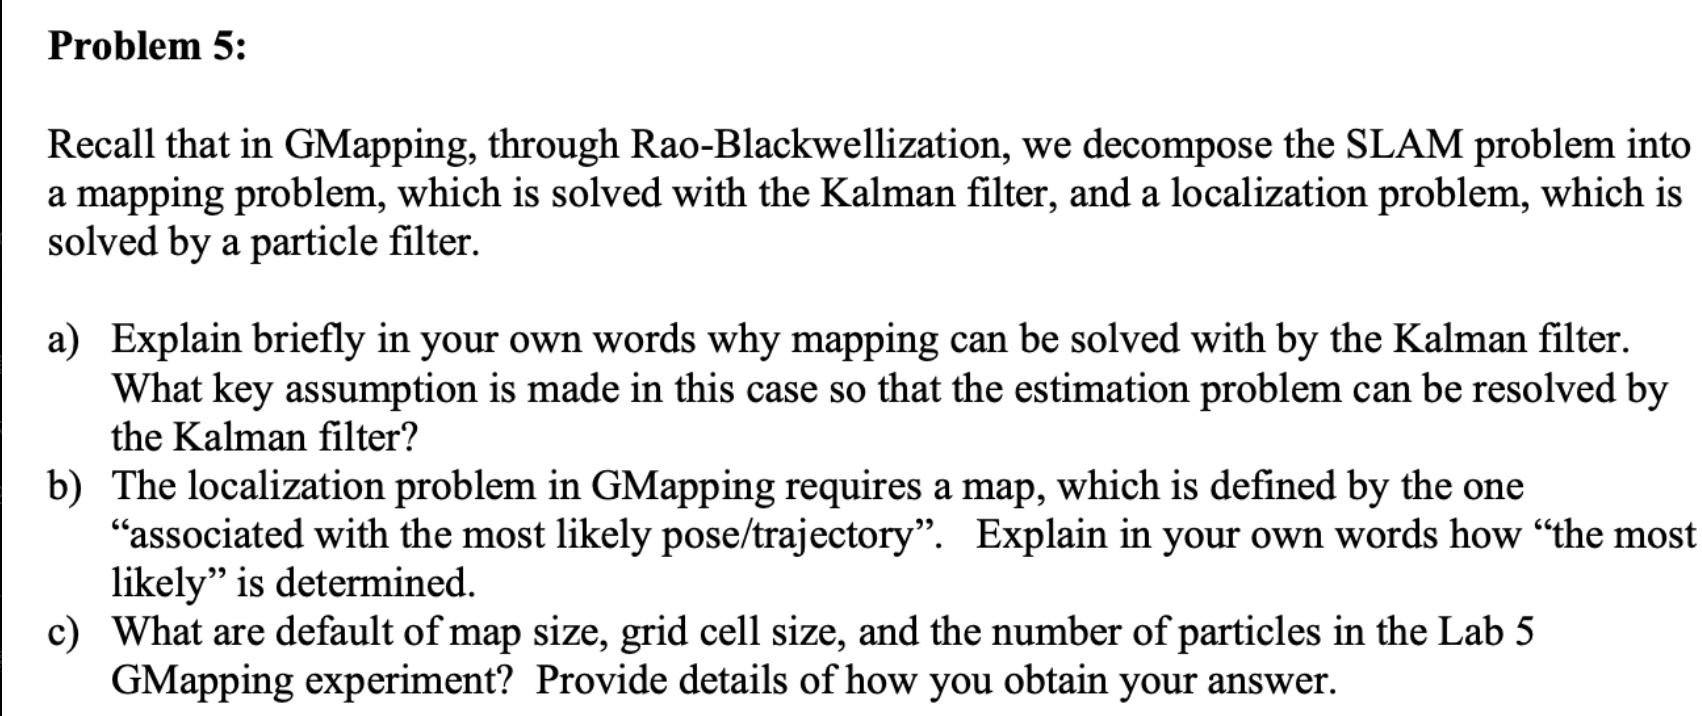 Problem 5:
Recall that in GMapping, through Rao-Blackwellization, we decompose the SLAM problem into
a mapping problem, which is solved with the Kalman filter, and a localization problem, which is
solved by a particle filter.
a) Explain briefly in your own words why mapping can be solved with by the Kalman filter.
What key assumption is made in this case so that the estimation problem can be resolved by
the Kalman filter?
b) The localization problem in GMapping requires a map, which is defined by the one
“associated with the most likely pose/trajectory”. Explain in your own words how “the most
likely” is determined.
c) What are default of map size, grid cell size, and the number of particles in the Lab 5
GMapping experiment? Provide details of how you obtain your answer.